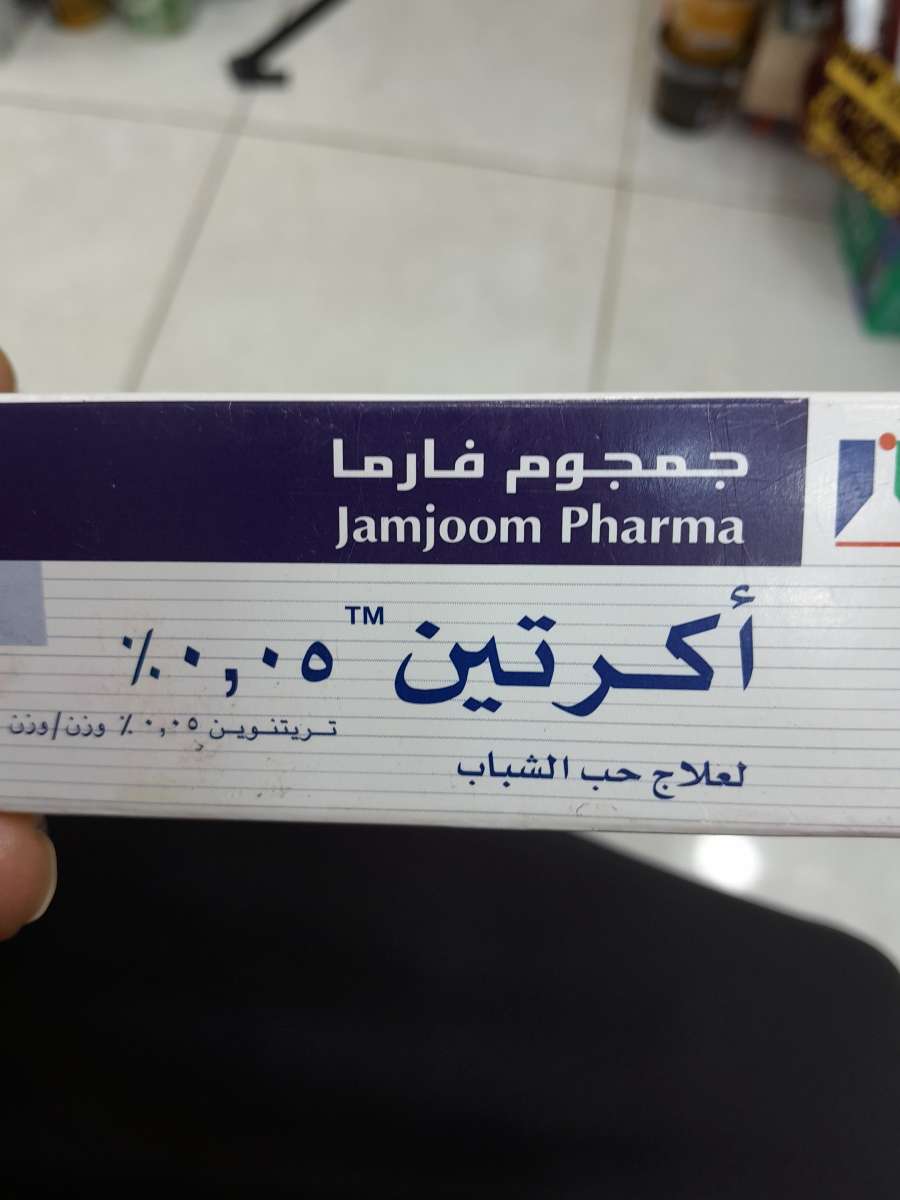 جمجوم فارما
Jamjoom Pharma
أكرتين™ ٠,٠٥٪
تريتنوين ٠,٠٥ ٪ وزن/وزن
لعلاج حب الشباب